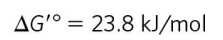 ΔG′° = 23.8 kJ/mol